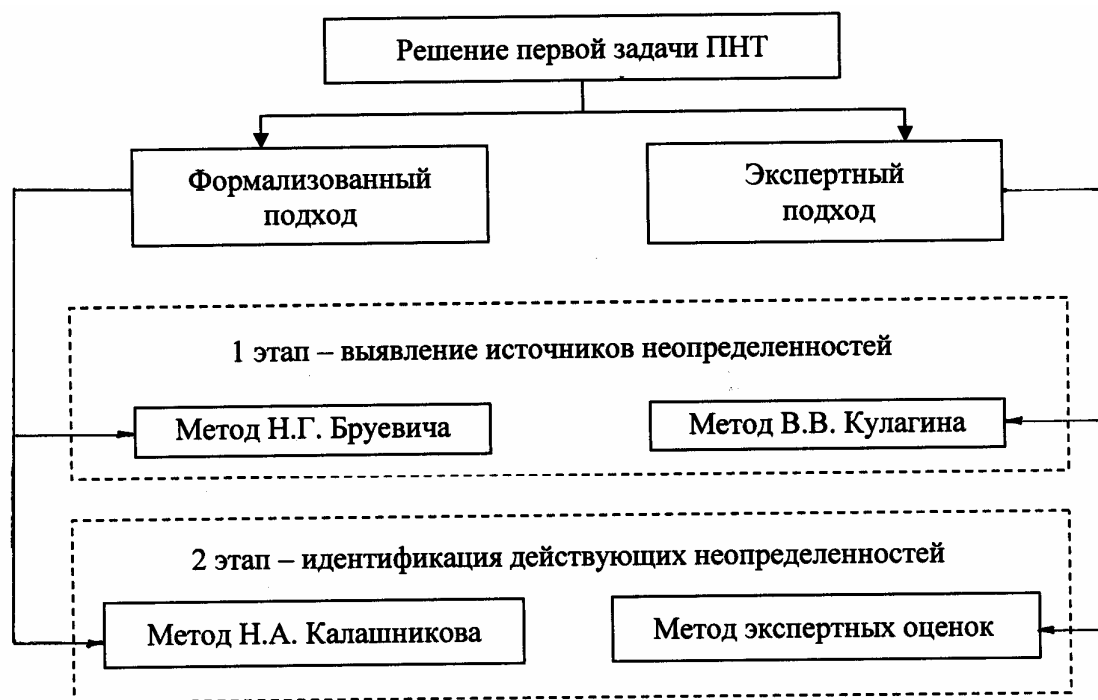 Решение первой задачи ПНТ
Формализованный
подход
Экспертный
подход
1 этап – выявление источников неопределенностей
Метод Н.Г. Бруевича
Метод В.В. Кулагина
2 этап – идентификация действующих неопределенностей
Метод Н.А. Калашникова
Метод экспертных оценок